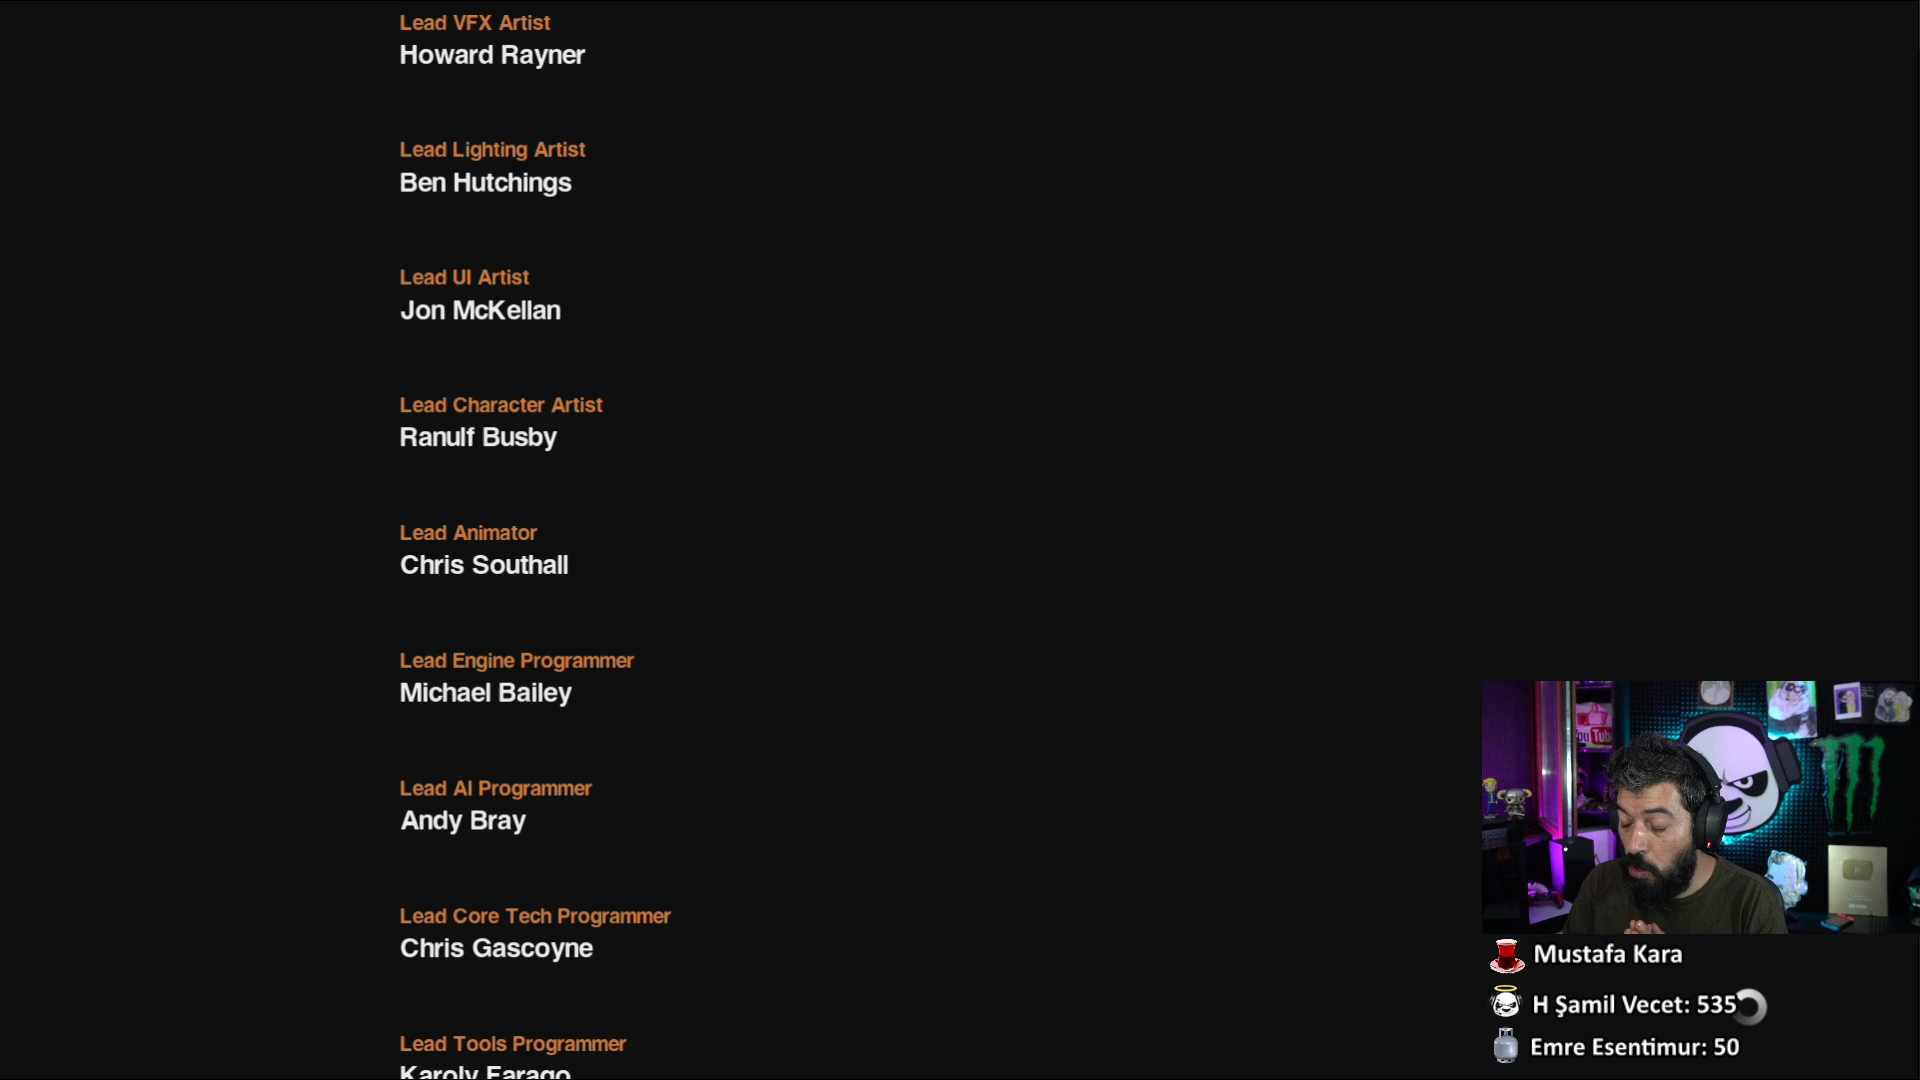 Lead VFX Artist
Howard Rayner
Lead Lighting Artist
Ben Hutchings
Lead UI Artist
Jon McKellan
Lead Character Artist
Ranulf Busby
Lead Animator
Chris Southall
Lead Engine Programmer
Michael Bailey
Lead AI Programmer
Andy Bray
Lead Core Tech Programmer
Chris Gascoyne
Lead Tools Programmer
Karoly Farago
Mustafa Kara
H Şamil Vecet: 535
Emre Esentimur: 50